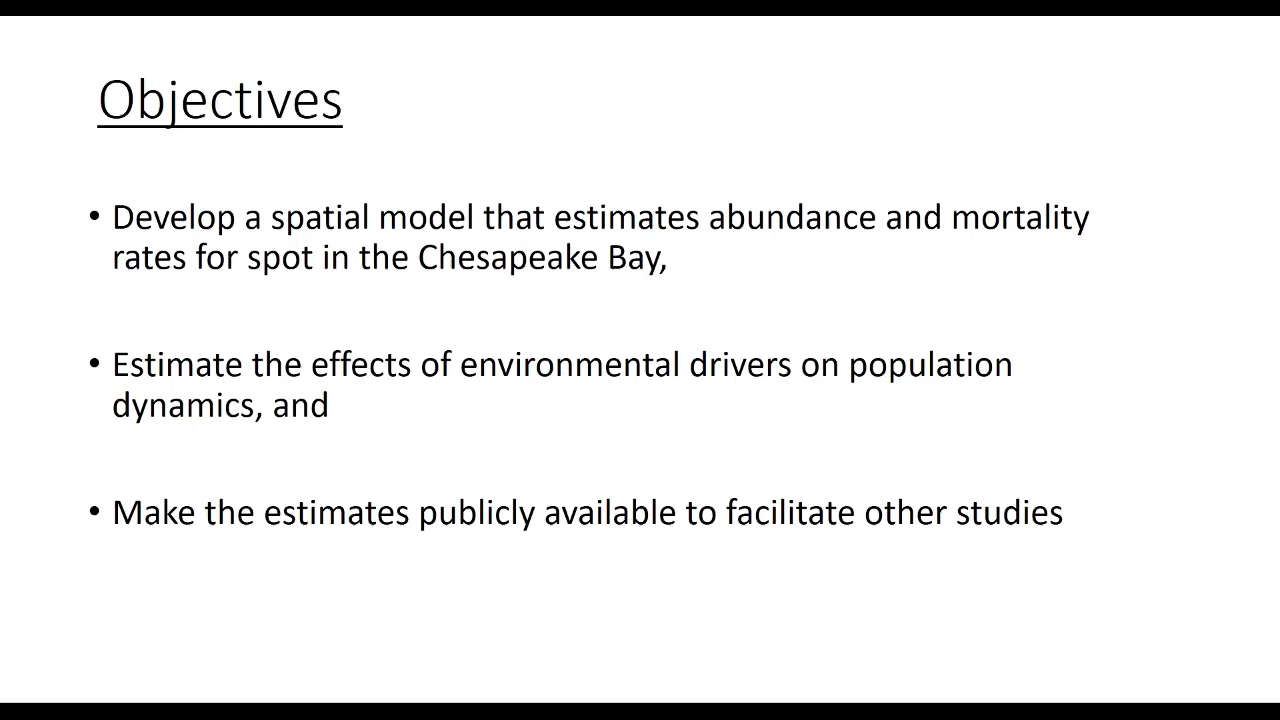 Objectives
• Develop a spatial model that estimates abundance and mortality
rates for spot in the Chesapeake Bay,
• Estimate the effects of environmental drivers on population
dynamics, and
• Make the estimates publicly available to facilitate other studies